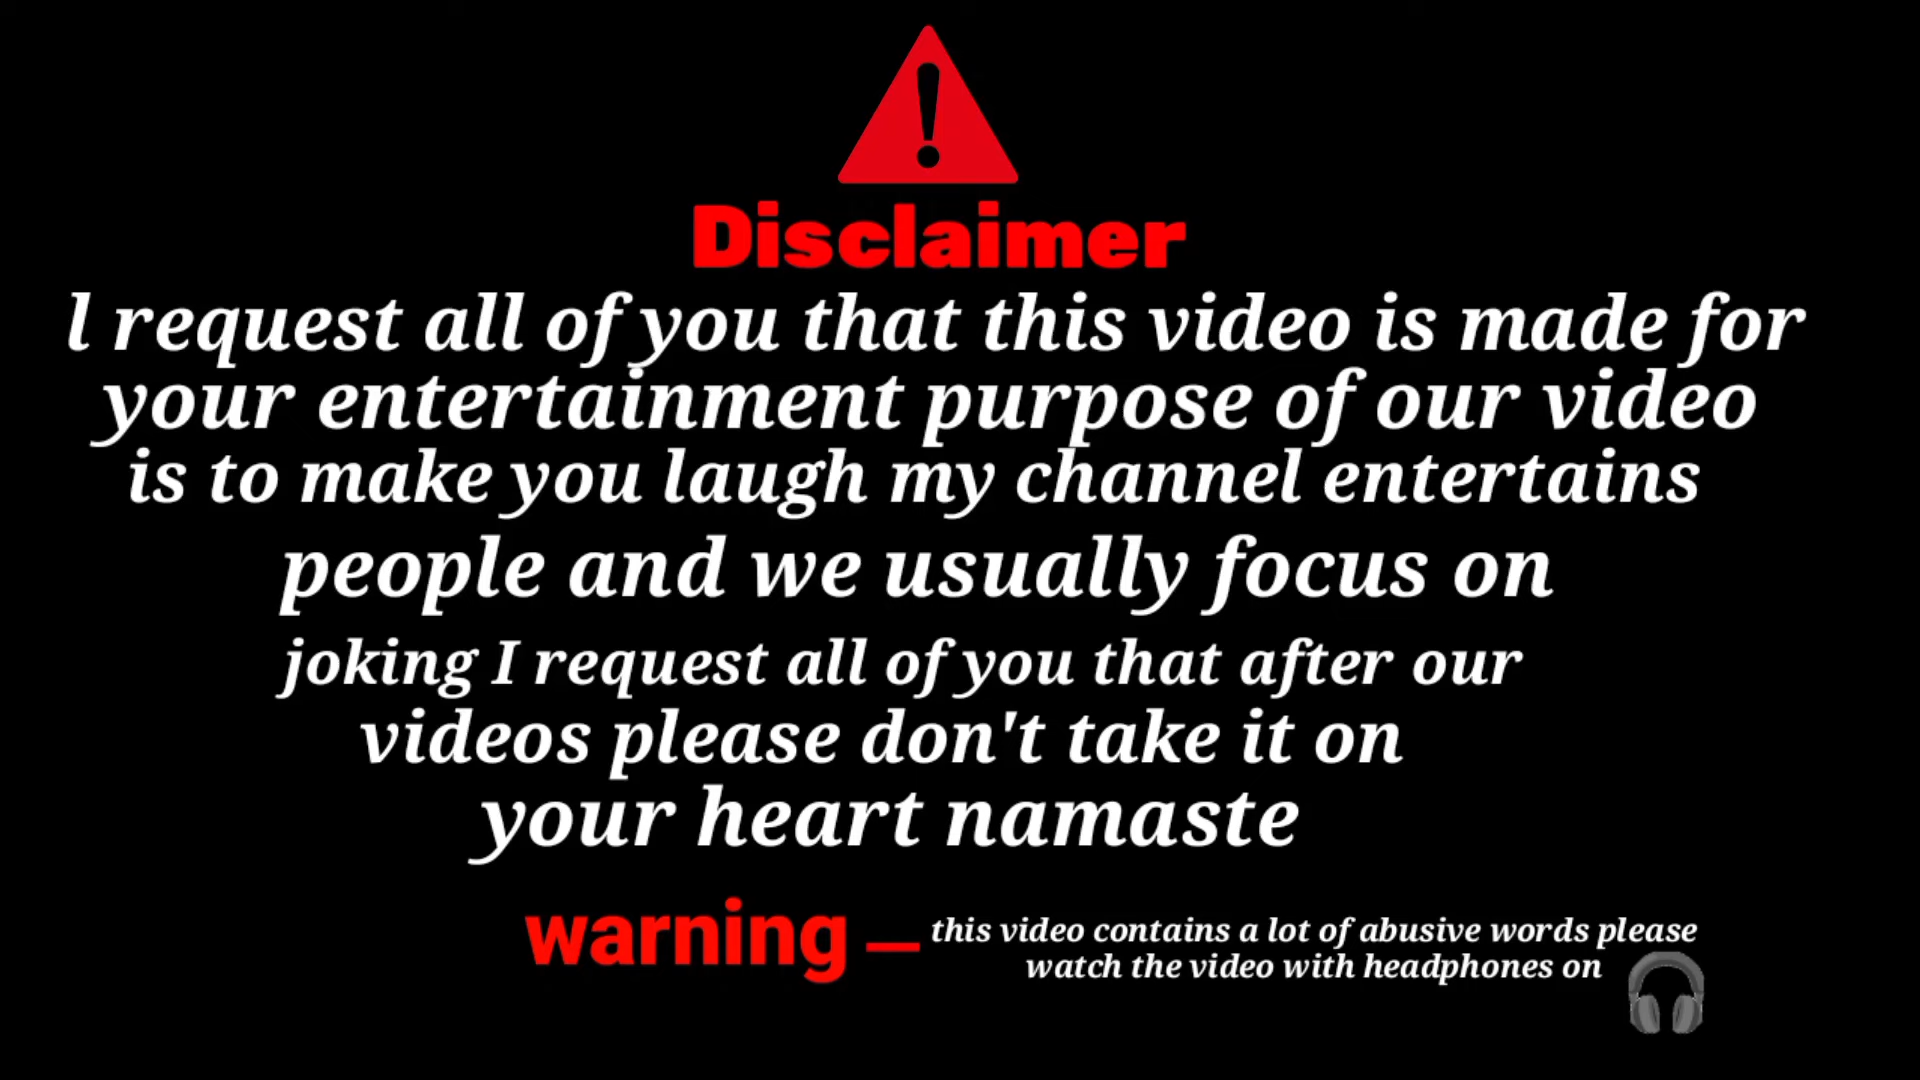 Disclaimer
l request all of you that this video is made for
your entertainment purpose of our video
is to make you laugh my channel entertains
people and we usually focus on
joking I request all of you that after our
videos please don't take it on
your heart namaste
warning — this video contains a lot of abusive words please
watch the video with headphones on